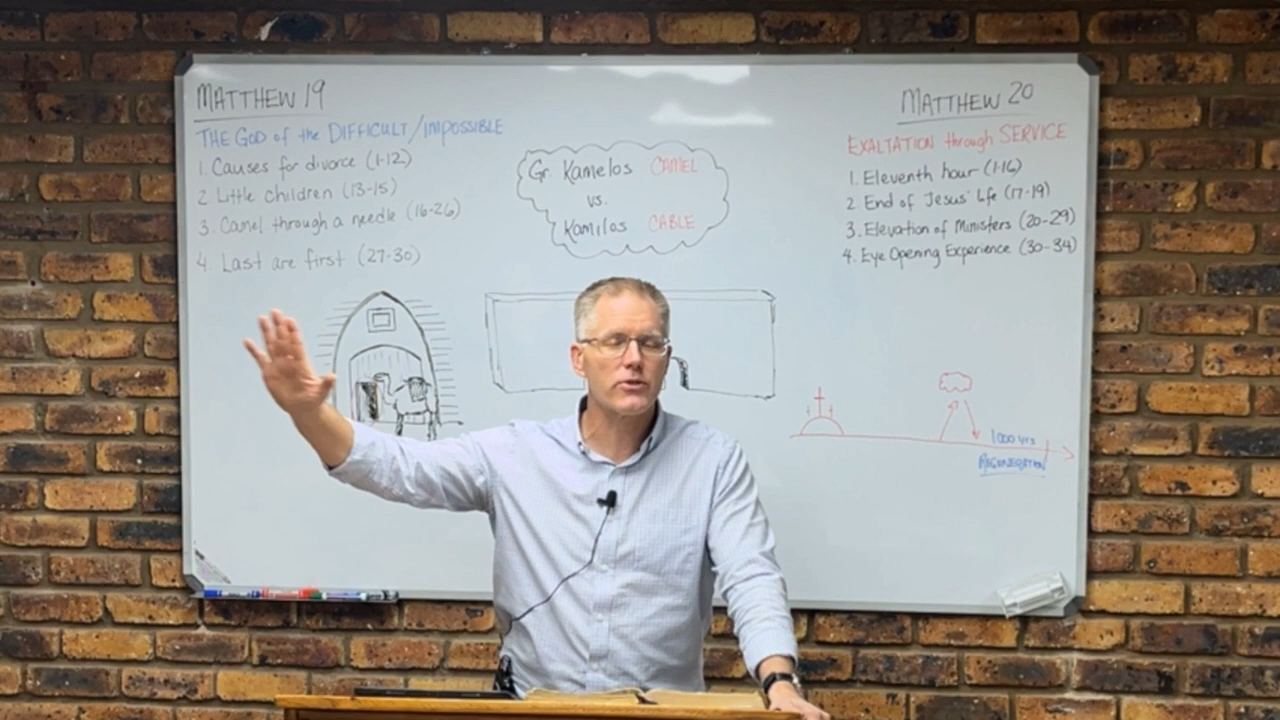 MATTHEW 19
THE GOD of the DIFFICULT/IMPOSSIBLE
1. Causes for divorce (1-12)
2 Little children (13-15)
3. Camel through a needle (16-26)
4. Last are first (27-30)
Gr. Kamelos CAMEL
vs.
Kamilos CABLE
MATTHEW 20
EXALTATION through SERVICE
1. Eleventh hour (1-16)
2. End of Jesus' life (17-19)
3. Elevation of Ministers (20-29)
4. Eye Opening Experience (30-34)
1000 yrs
REGENERATION